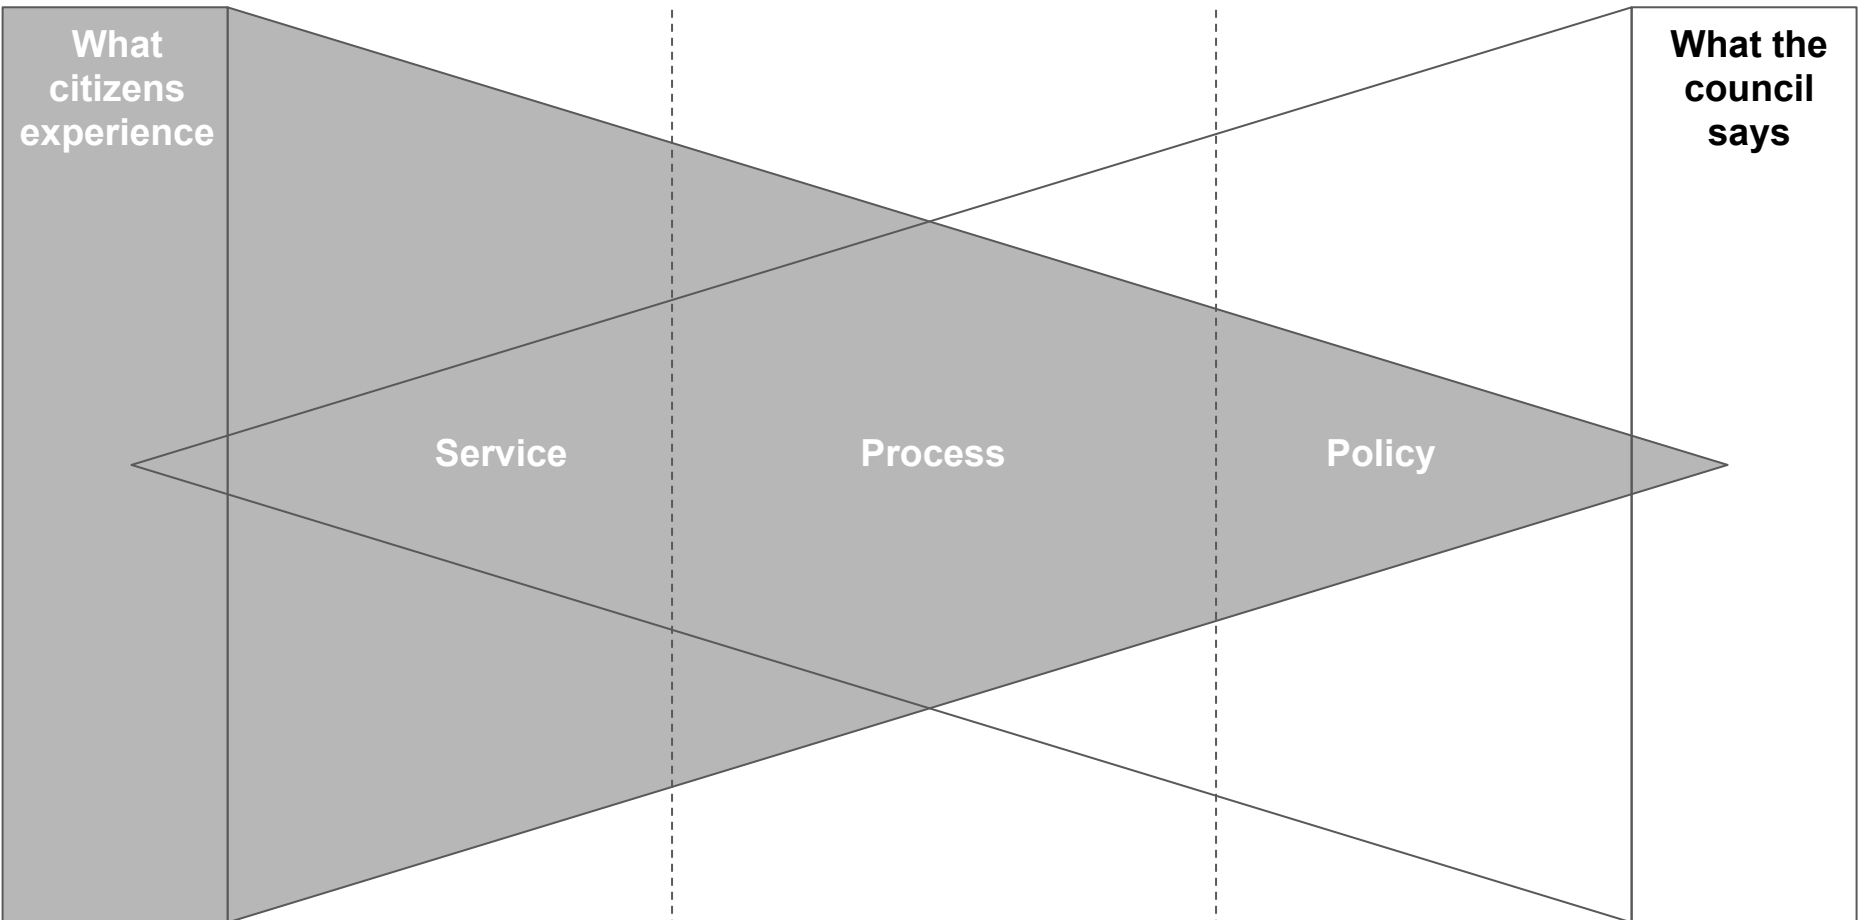 What
citizens
experience
What the
council
says
Service
Process
Policy